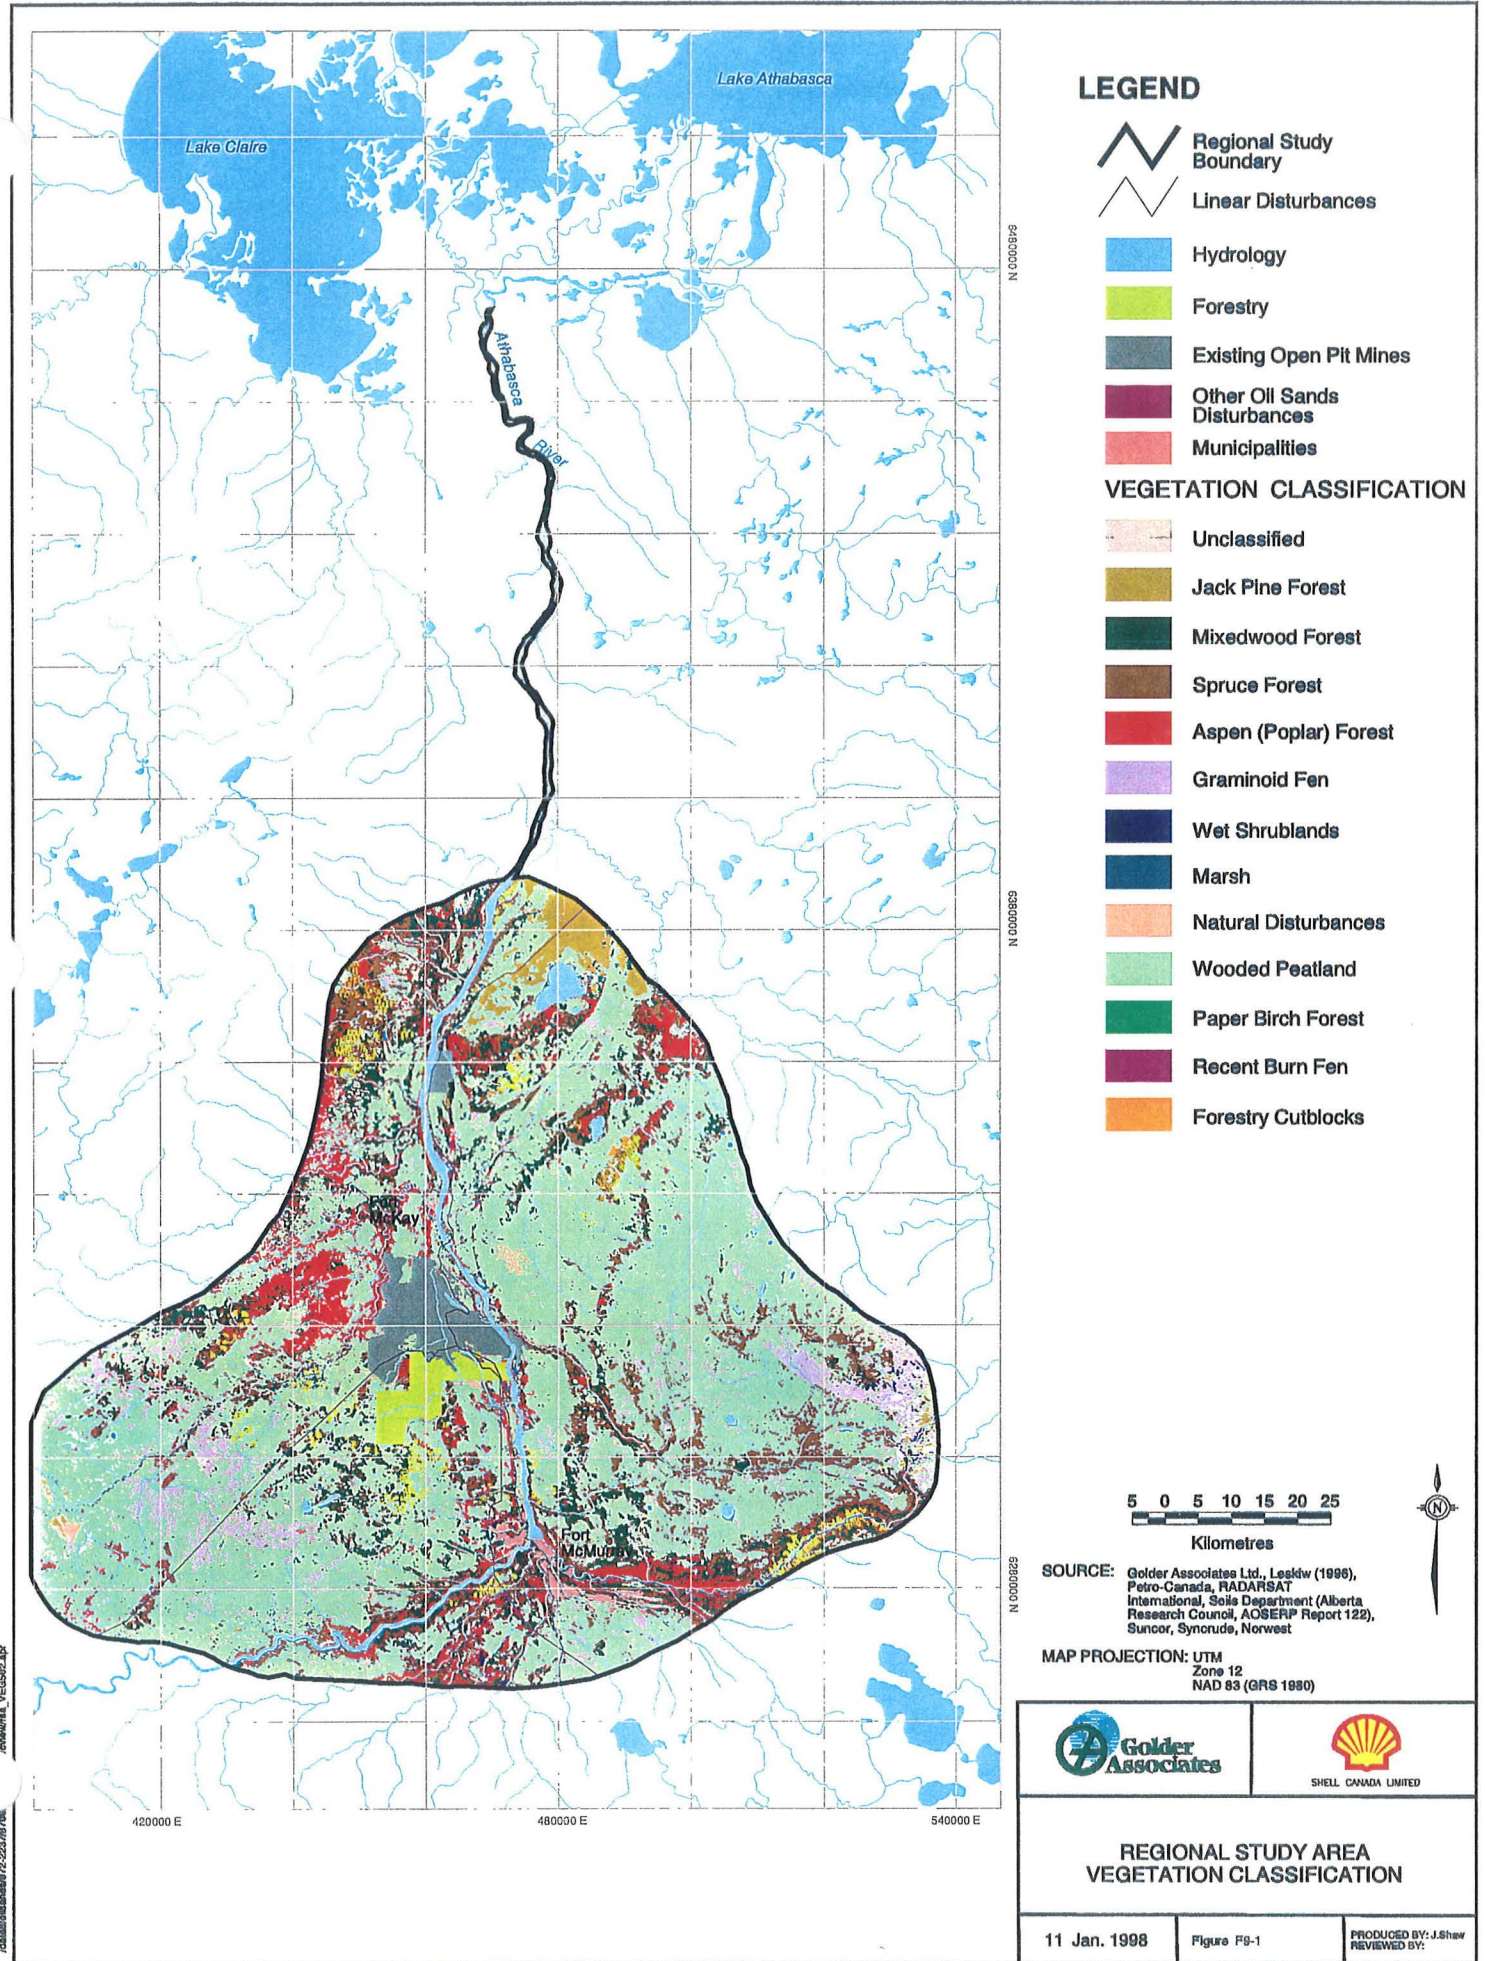 Lake Athabasca
Lake Claire
Athabasca
River
Fort
McKay
Fort
McMurray
6480000 N
6380000 N
6280000 N
420000 E
480000 E
540000 E
LEGEND
Regional Study
Boundary
Linear Disturbances
Hydrology
Forestry
Existing Open Pit Mines
Other Oil Sands
Disturbances
Municipalities
VEGETATION CLASSIFICATION
Unclassified
Jack Pine Forest
Mixedwood Forest
Spruce Forest
Aspen (Poplar) Forest
Graminoid Fen
Wet Shrublands
Marsh
Natural Disturbances
Wooded Peatland
Paper Birch Forest
Recent Burn Fen
Forestry Cutblocks
5 0 5 10 15 20 25
Kilometres
N
SOURCE: Golder Associates Ltd., Leskiw (1996),
Petro-Canada, RADARSAT
International, Soils Department (Alberta
Research Council, AOSERP Report 122),
Suncor, Syncrude, Norwest
MAP PROJECTION: UTM
Zone 12
NAD 83 (GRS 1980)
Golder
Associates
SHELL CANADA LIMITED
REGIONAL STUDY AREA
VEGETATION CLASSIFICATION
11 Jan. 1998
Figure F9-1
PRODUCED BY: J.Shaw
REVIEWED BY: